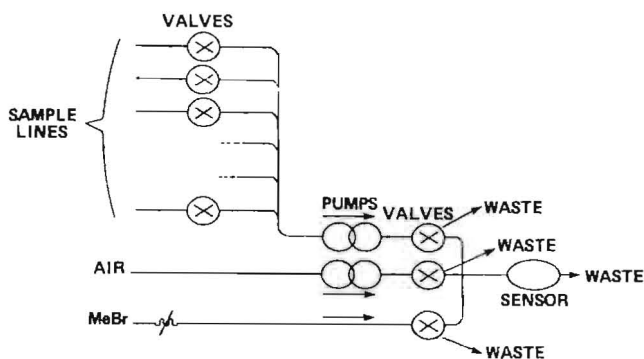 VALVES
SAMPLE
LINES
PUMPS
VALVES
WASTE
WASTE
AIR
WASTE
SENSOR
MeBr
WASTE